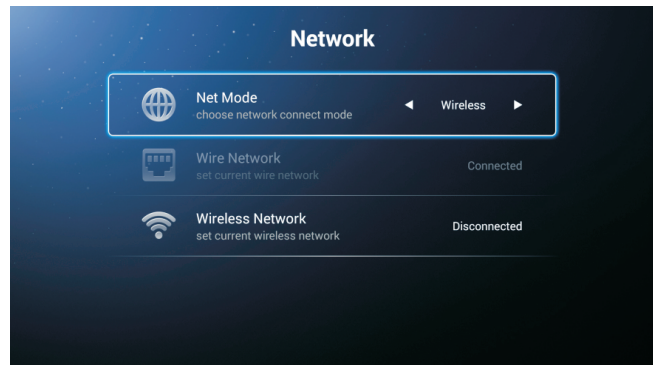 Network
Net Mode
choose network connect mode
Wireless
Wire Network
set current wire network
Connected
Wireless Network
set current wireless network
Disconnected